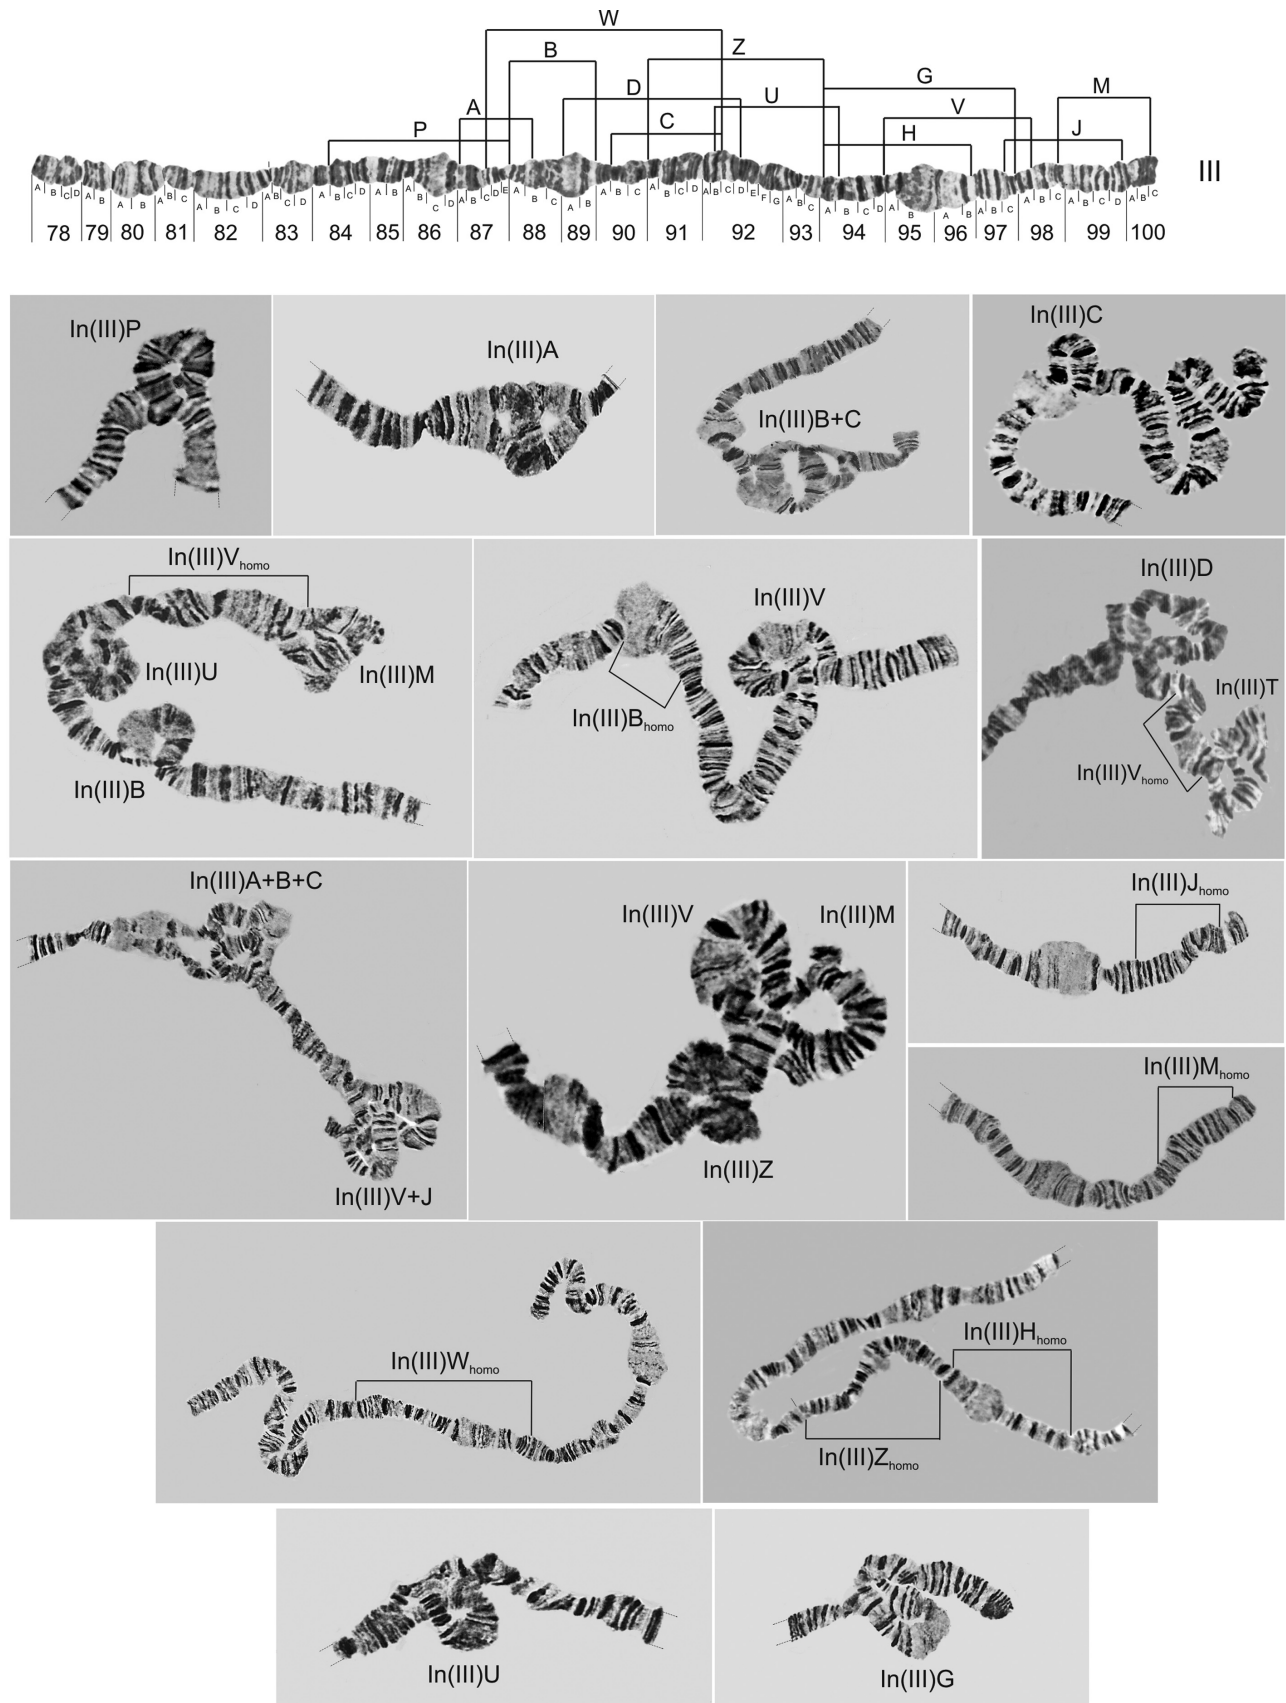 W
Z
B
G
D
M
U
A
V
P
C
H
J
III
A B C D A B A B A B C A B C D A B C D A B C D A B A B C D A B C D E A B C A B A B C A B C D A B C D E F G A B C A B C D A B A B A B C A B C A B C D A B C
78 79 80 81 82 83 84 85 86 87 88 89 90 91 92 93 94 95 96 97 98 99 100
In(III)P
In(III)A
In(III)B+C
In(III)C
In(III)Vhomo
In(III)U
In(III)M
In(III)B
In(III)V
In(III)Bhomo
In(III)D
In(III)T
In(III)Vhomo
In(III)A+B+C
In(III)V+J
In(III)V
In(III)M
In(III)Z
In(III)Jhomo
In(III)Mhomo
In(III)Whomo
In(III)Hhomo
In(III)Zhomo
In(III)U
In(III)G